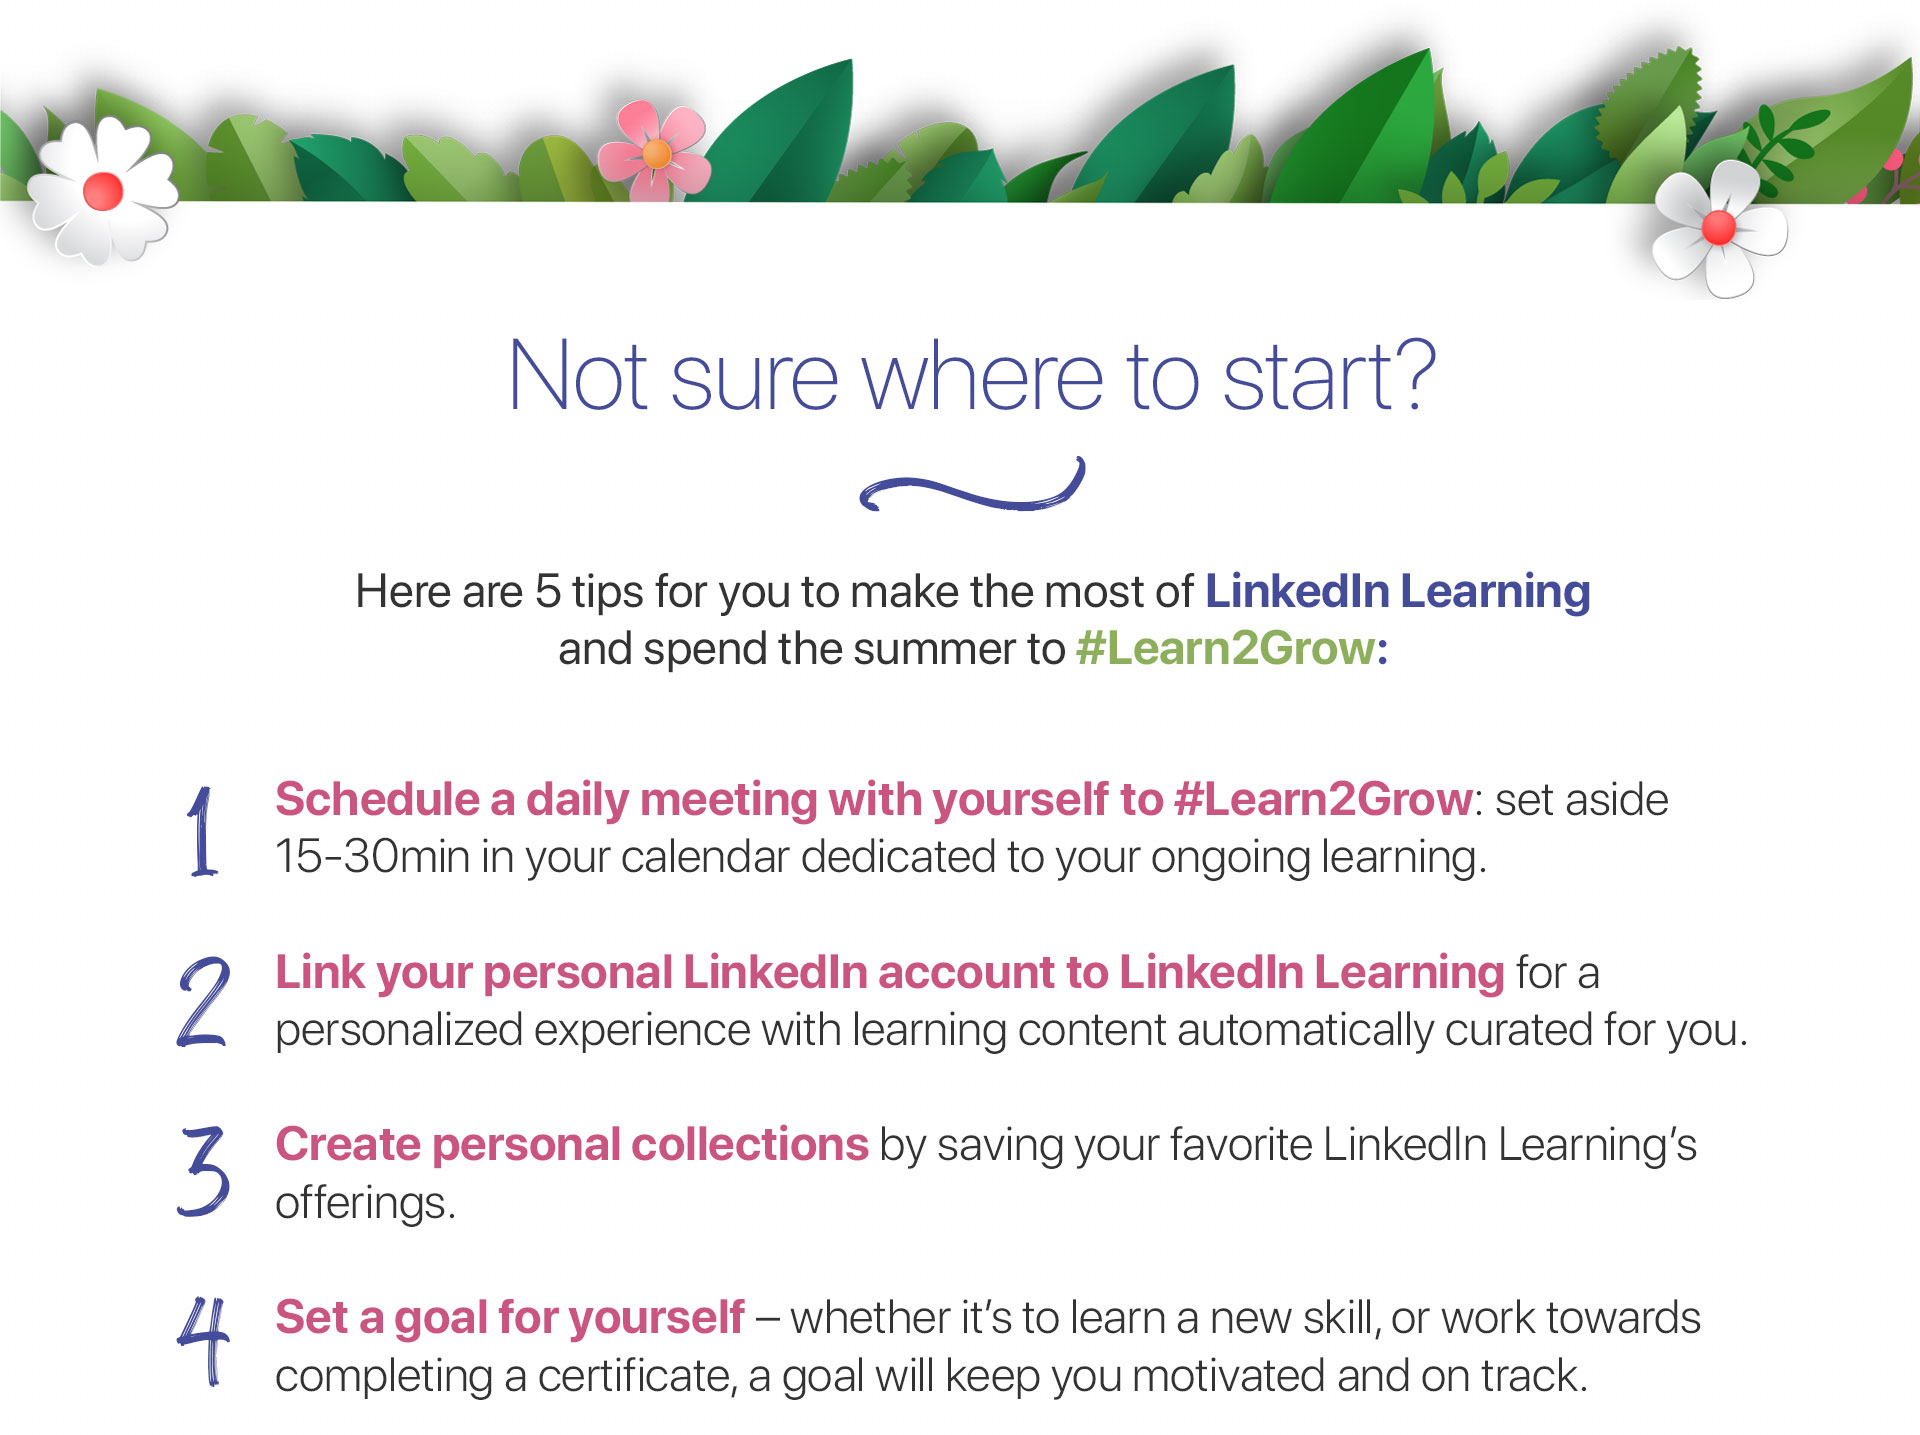 Not sure where to start?
Here are 5 tips for you to make the most of LinkedIn Learning
and spend the summer to #Learn2Grow:
1 Schedule a daily meeting with yourself to #Learn2Grow: set aside
15-30min in your calendar dedicated to your ongoing learning.
2 Link your personal LinkedIn account to LinkedIn Learning for a
personalized experience with learning content automatically curated for you.
3 Create personal collections by saving your favorite LinkedIn Learning’s
offerings.
4 Set a goal for yourself – whether it’s to learn a new skill, or work towards
completing a certificate, a goal will keep you motivated and on track.